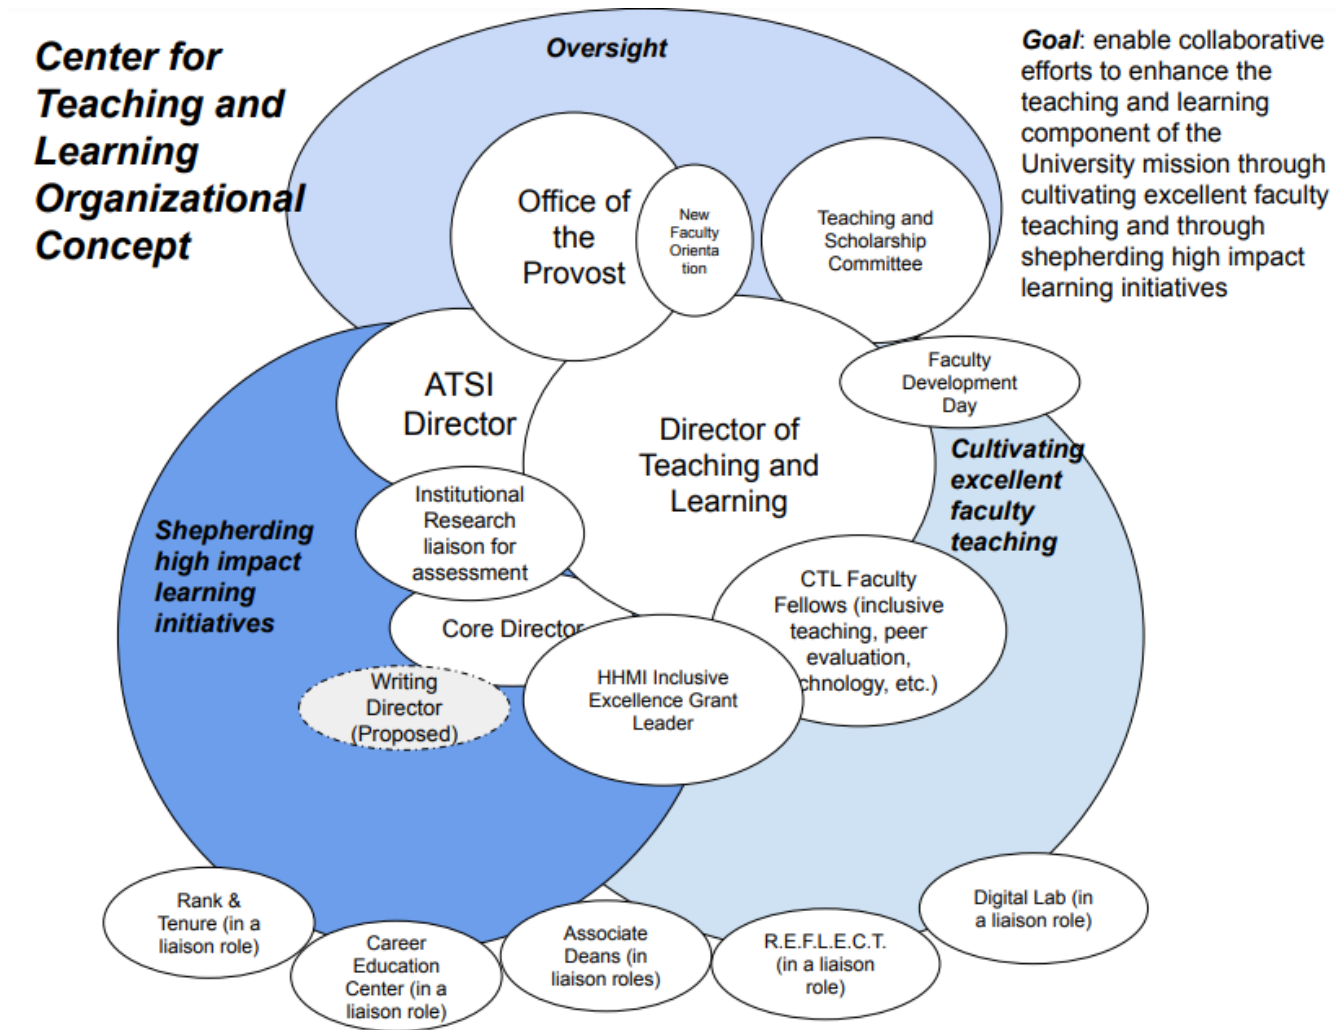 Center for
Teaching and
Learning
Organizational
Concept
Oversight
Goal: enable collaborative
efforts to enhance the
teaching and learning
component of the
University mission through
cultivating excellent faculty
teaching and through
shepherding high impact
learning initiatives
Office of
the
Provost
New
Faculty
Orienta
tion
Teaching and
Scholarship
Committee
Faculty
Development
Day
ATSI
Director
Director of
Teaching and
Learning
Cultivating
excellent
faculty
teaching
Institutional
Research
liaison for
assessment
Shepherding
high impact
learning
initiatives
CTL Faculty
Fellows (inclusive
teaching, peer
evaluation,
chnology, etc.)
Core Director
HHMI Inclusive
Excellence Grant
Leader
Writing
Director
(Proposed)
Rank &
Tenure (in a
liaison role)
Career
Education
Center (in a
liaison role)
Associate
Deans (in
liaison roles)
R.E.F.L.E.C.T.
(in a liaison
role)
Digital Lab (in
a liaison role)